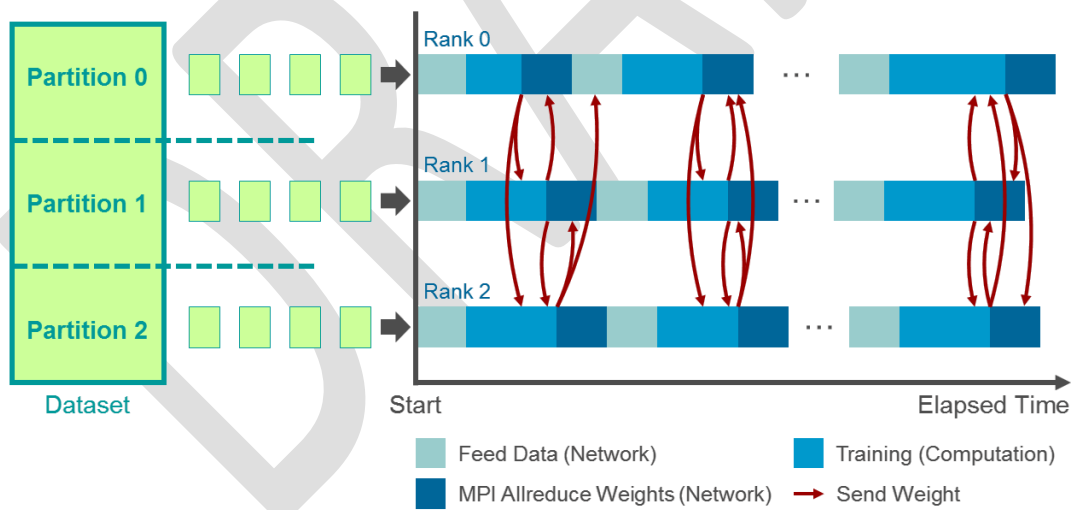 DRAFT
Rank 0
Partition 0
...
Rank 1
Partition 1
...
Rank 2
Partition 2
...
Dataset
Start
Elapsed Time
Feed Data (Network)
Training (Computation)
MPI Allreduce Weights (Network)
Send Weight